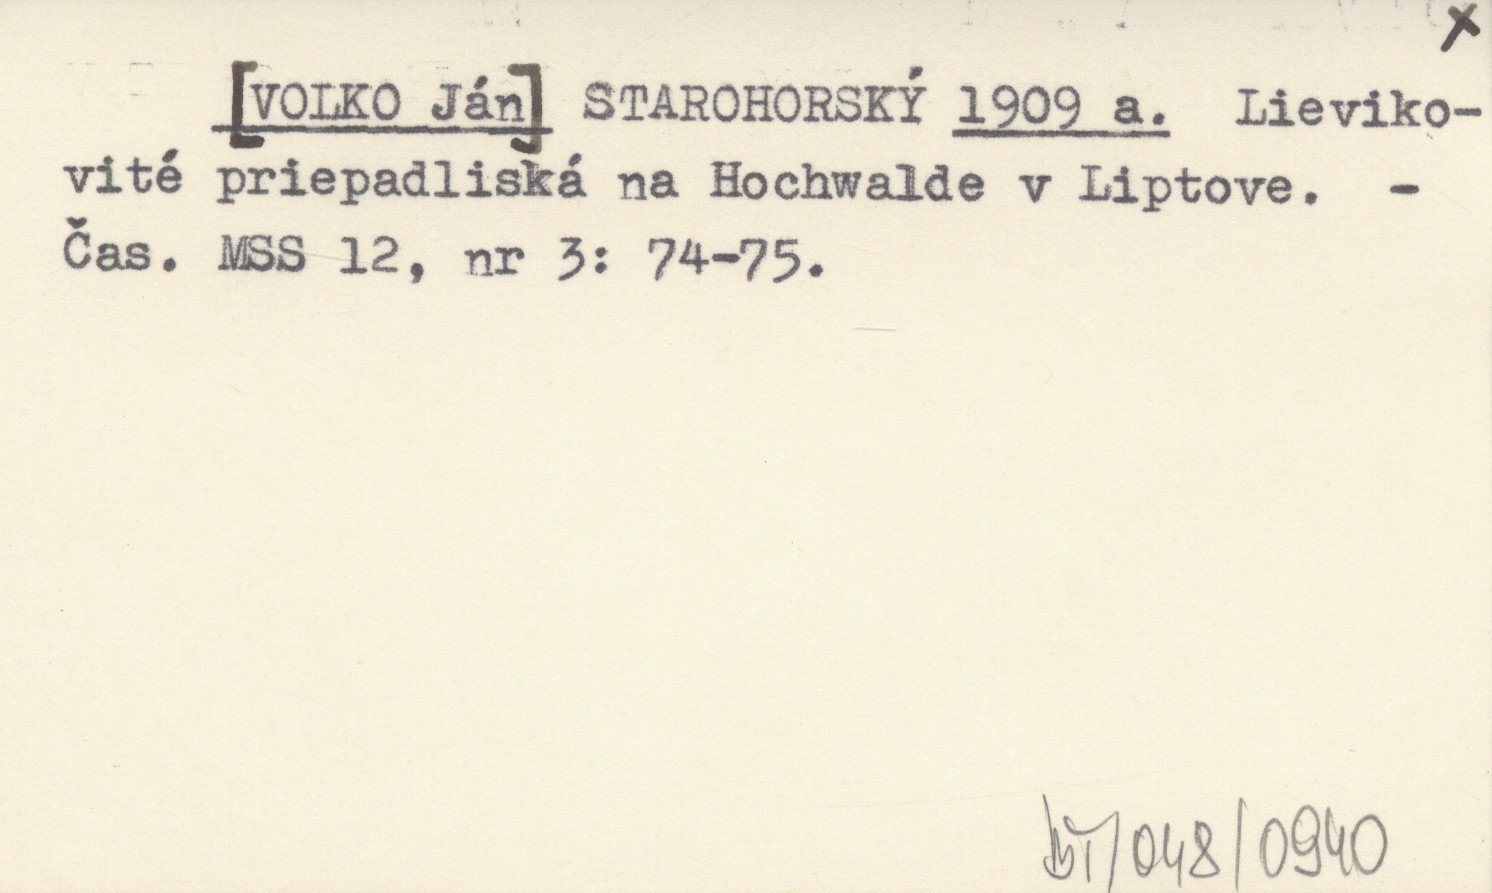 x
[VOLKO Ján] STAROHORSKÝ 1909 a. Lieviko-
vité priepadliská na Hochwalde v Liptove. -
Čas. MSS 12, nr 3: 74-75.
/048/0940